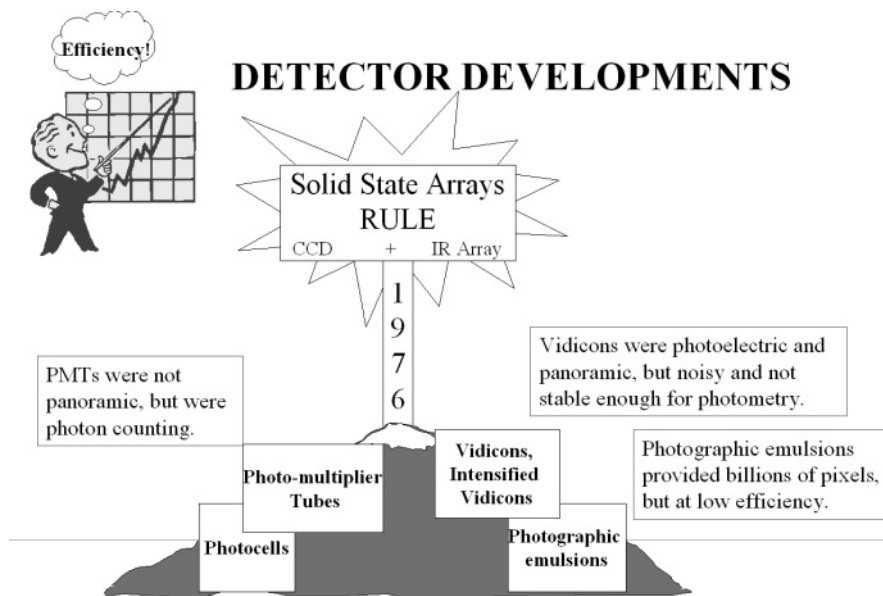 Efficiency!
DETECTOR DEVELOPMENTS
Solid State Arrays
RULE
CCD + IR Array
1
9
7
6
PMTs were not
panoramic, but were
photon counting.
Vidicons were photoelectric and
panoramic, but noisy and not
stable enough for photometry.
Photographic emulsions
provided billions of pixels,
but at low efficiency.
Photo-multiplier
Tubes
Vidicons,
Intensified
Vidicons
Photocells
Photographic
emulsions